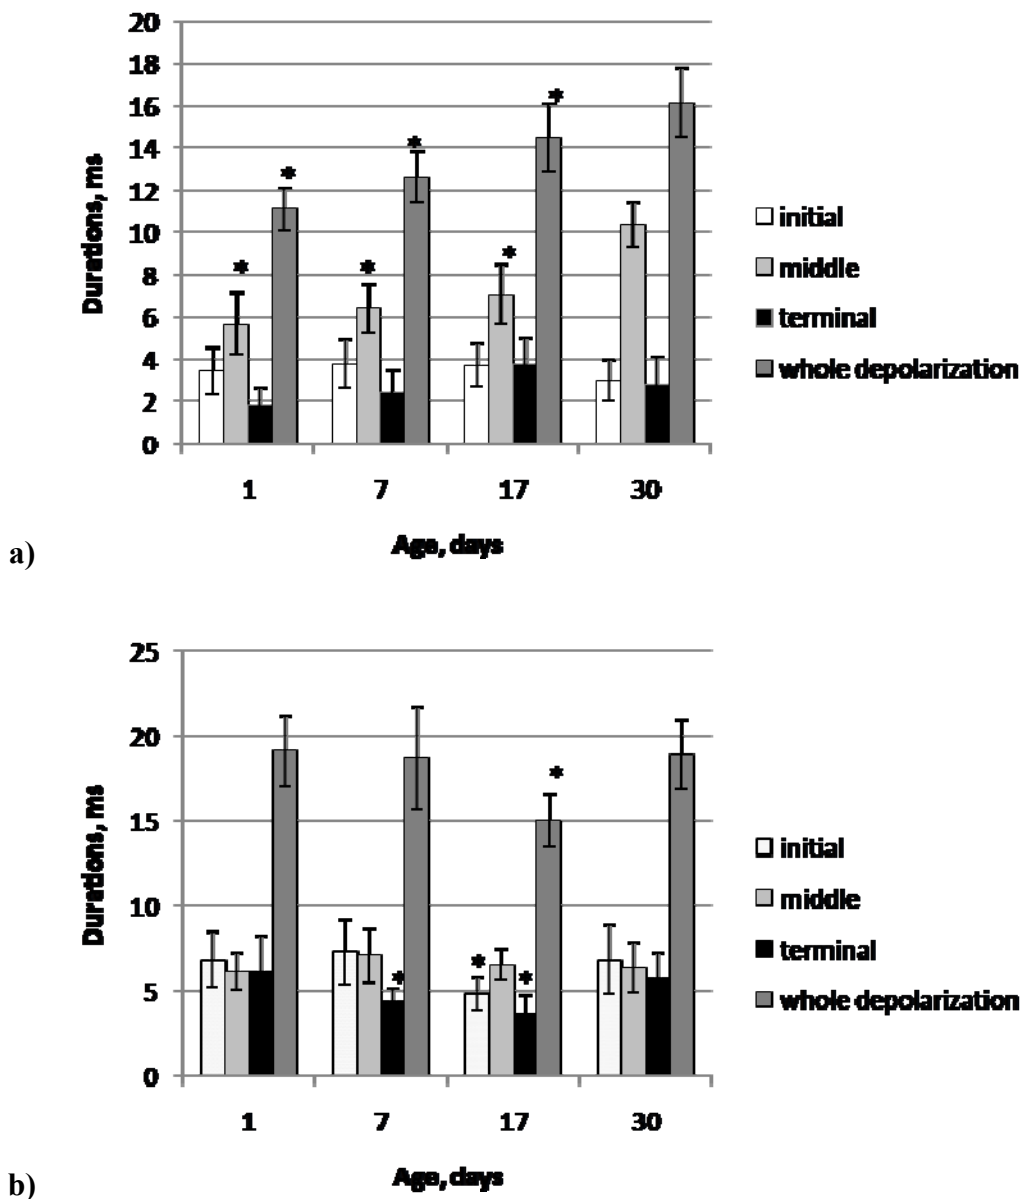 20
18
16
14
12
10
8
6
4
2
0
Durations, ms
* * * * * *
1 7 17 30
Age, days
initial
middle
terminal
whole depolarization
a)
25
20
15
10
5
0
Durations, ms
* * * *
1 7 17 30
Age, days
initial
middle
terminal
whole depolarization
b)